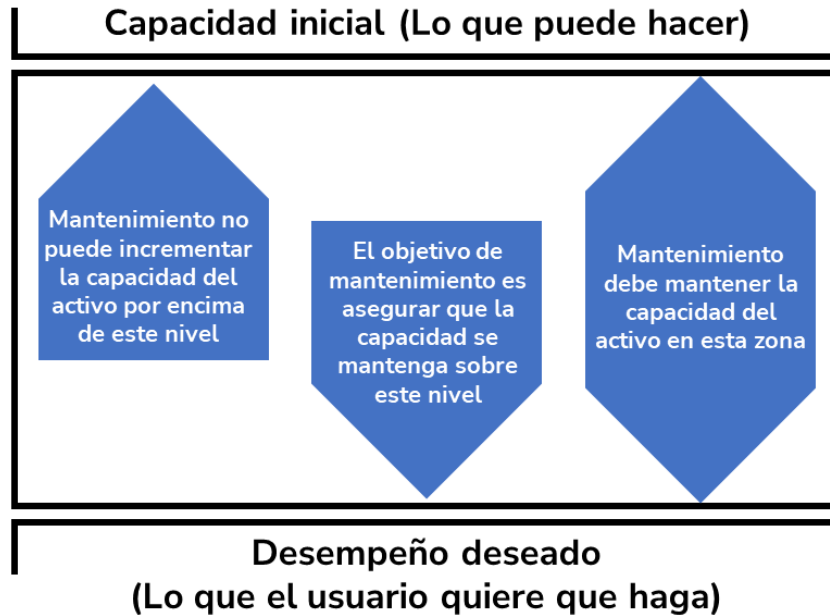 Capacidad inicial (Lo que puede hacer)
Mantenimiento no
puede incrementar
la capacidad del
activo por encima
de este nivel
El objetivo de
mantenimiento es
asegurar que la
capacidad se
mantenga sobre
este nivel
Mantenimiento
debe mantener la
capacidad del
activo en esta zona
Desempeño deseado
(Lo que el usuario quiere que haga)